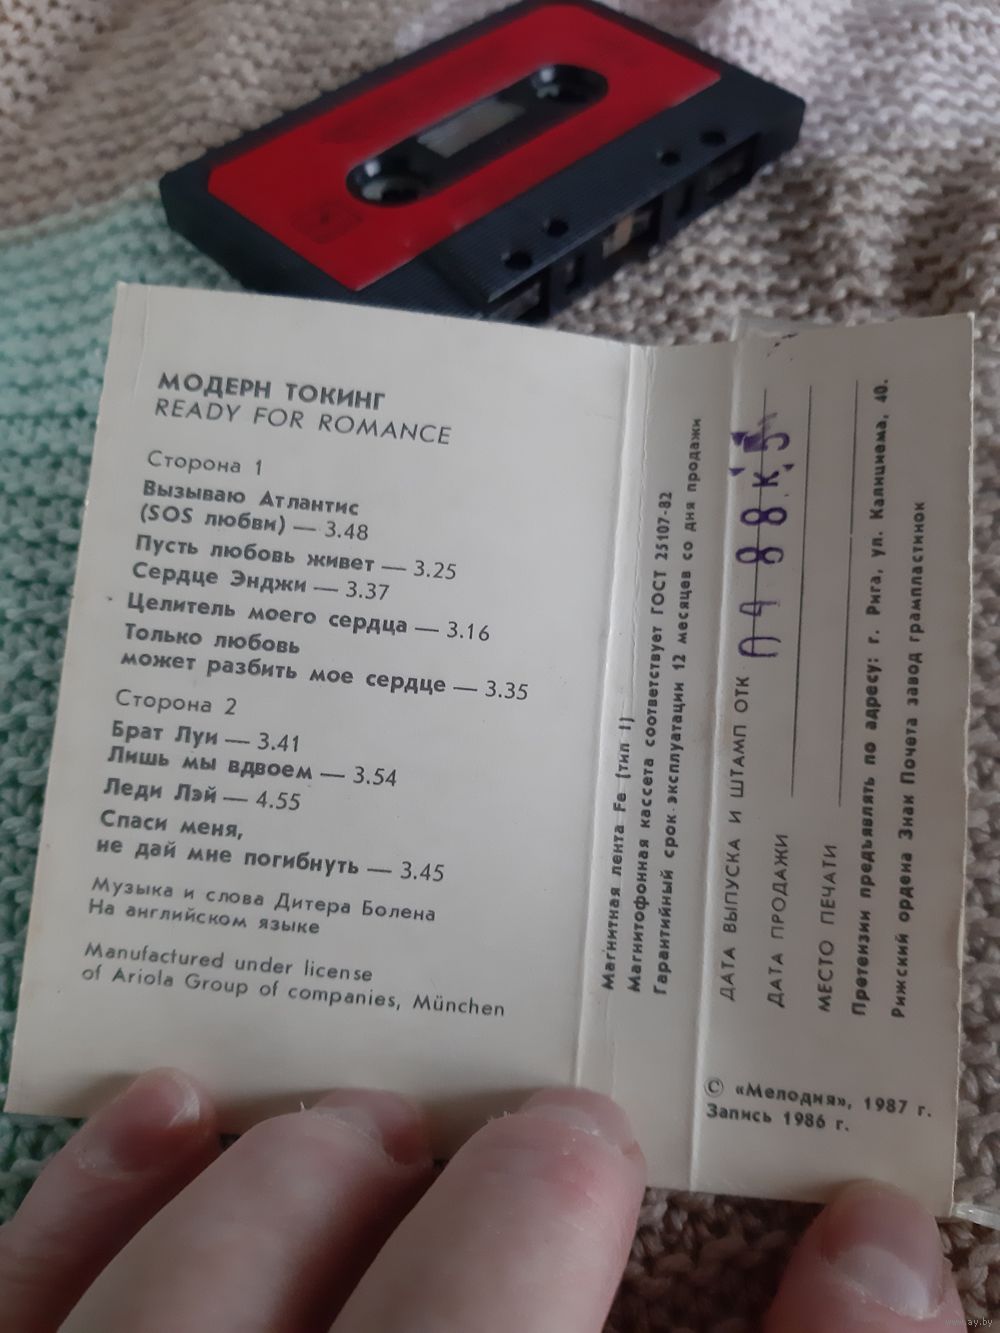 МОДЕРН ТОКИНГ
READY FOR ROMANCE
Сторона 1
Вызываю Атлантис
(SOS любви) — 3.48
Пусть любовь живет — 3.25
Сердце Энджи — 3.37
Целитель моего сердца — 3.16
Только любовь
может разбить мое сердце — 3.35
Сторона 2
Брат Луи — 3.41
Лишь мы вдвоем — 3.54
Леди Лэй — 4.55
Спаси меня,
не дай мне погибнуть — 3.45
Музыка и слова Дитера Болена
На английском языке
Manufactured under license
of Ariola Group of companies, München
Магнитная лента Fe (тип I)
Магнитофонная кассета соответствует ГОСТ 25107-82
Гарантийный срок эксплуатации 12 месяцев со дня продажи
ДАТА ВЫПУСКА И ШТАМП ОТК
ДАТА ПРОДАЖИ
МЕСТО ПЕЧАТИ
Претензии предъявлять по адресу: г. Рига, ул. Калнциема, 40.
Рижский ордена Знак Почета завод грампластинок
© «Мелодия», 1987 г.
Запись 1986 г.
www.ay.by